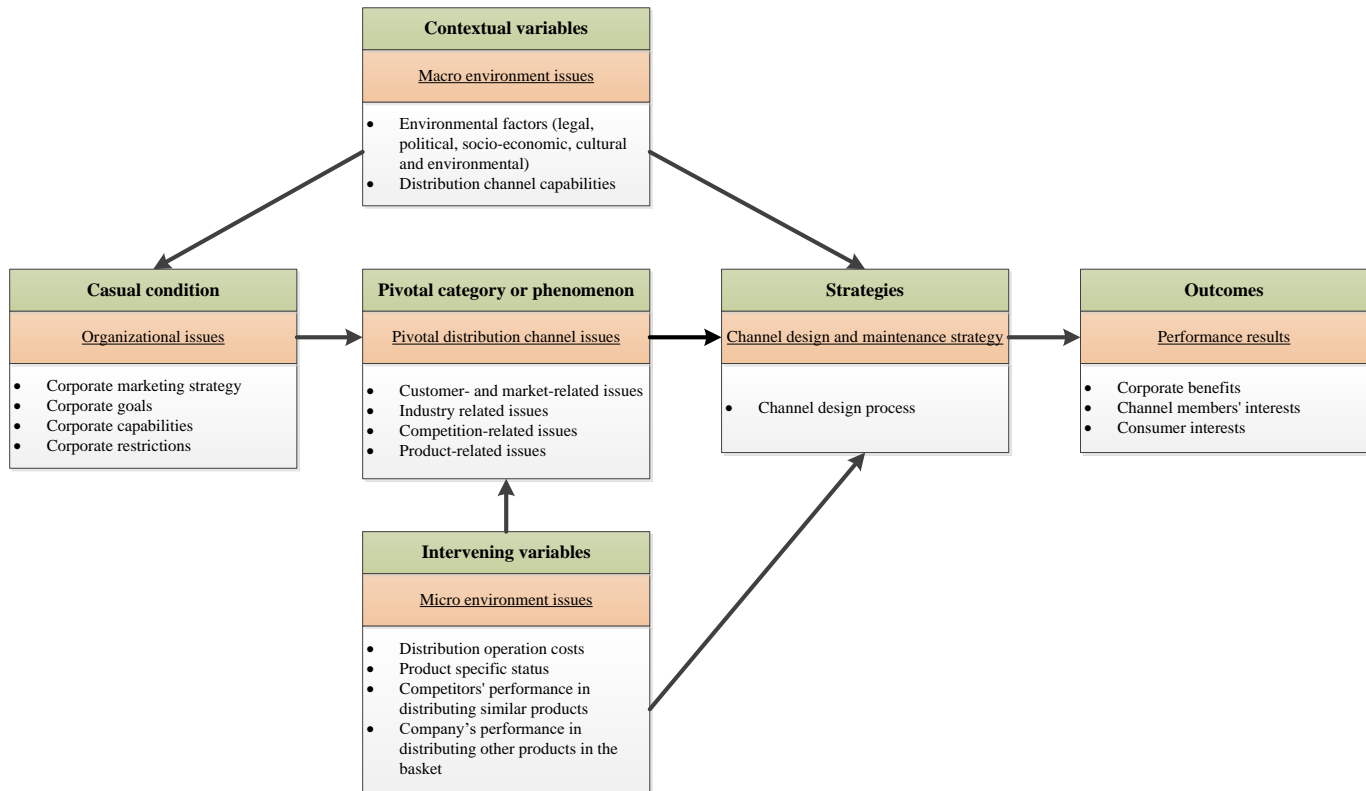 Contextual variables
Macro environment issues
• Environmental factors (legal,
political, socio-economic, cultural
and environmental)
• Distribution channel capabilities
Casual condition
Organizational issues
• Corporate marketing strategy
• Corporate goals
• Corporate capabilities
• Corporate restrictions
Pivotal category or phenomenon
Pivotal distribution channel issues
• Customer- and market-related issues
• Industry related issues
• Competition-related issues
• Product-related issues
Strategies
Channel design and maintenance strategy
• Channel design process
Outcomes
Performance results
• Corporate benefits
• Channel members' interests
• Consumer interests
Intervening variables
Micro environment issues
• Distribution operation costs
• Product specific status
• Competitors' performance in
distributing similar products
• Company’s performance in
distributing other products in the
basket